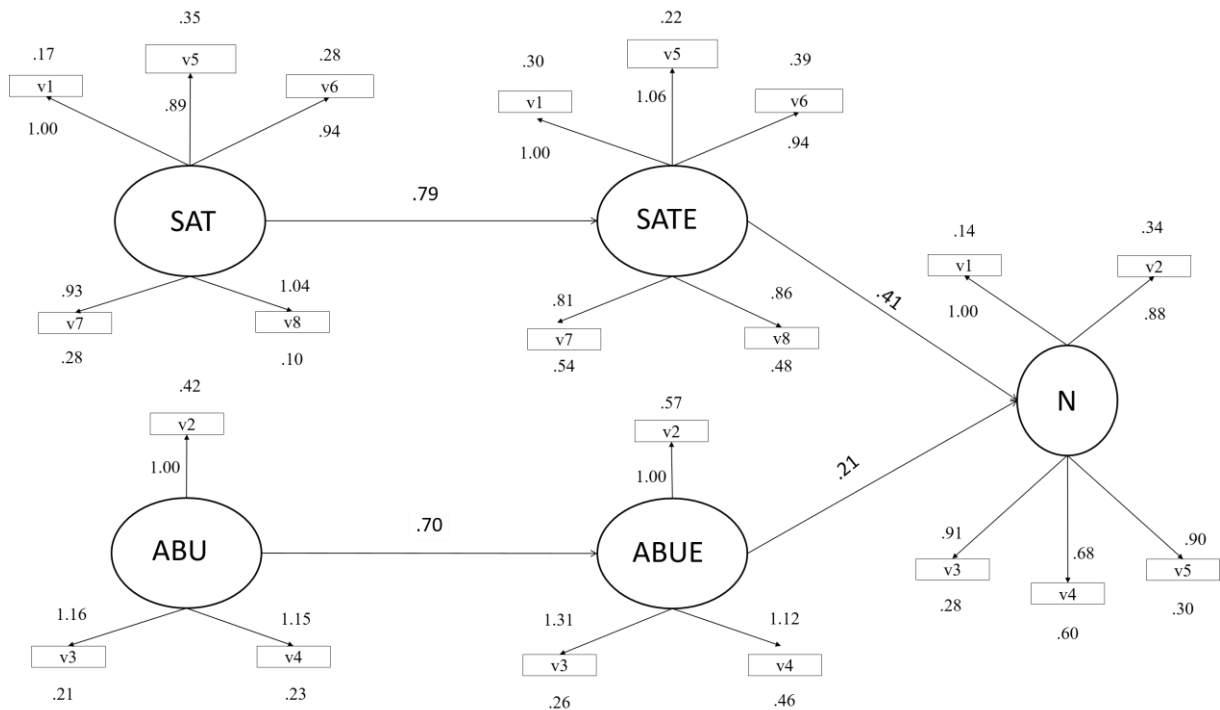 .35
.17
v5
.28
v1
v6
.89
1.00
.94
SAT
.93
1.04
v7
v8
.28
.10
.79
.22
.30
v5
.39
v1
1.06
v6
1.00
.94
SATE
.81
.86
v7
v8
.54
.48
.41
.42
v2
1.00
ABU
1.16
1.15
v3
v4
.21
.23
.70
.57
v2
1.00
ABUE
1.31
1.12
v3
v4
.26
.46
.21
.14
.34
v1
v2
1.00
.88
N
.91
.68
.90
v3
v4
v5
.28
.60
.30